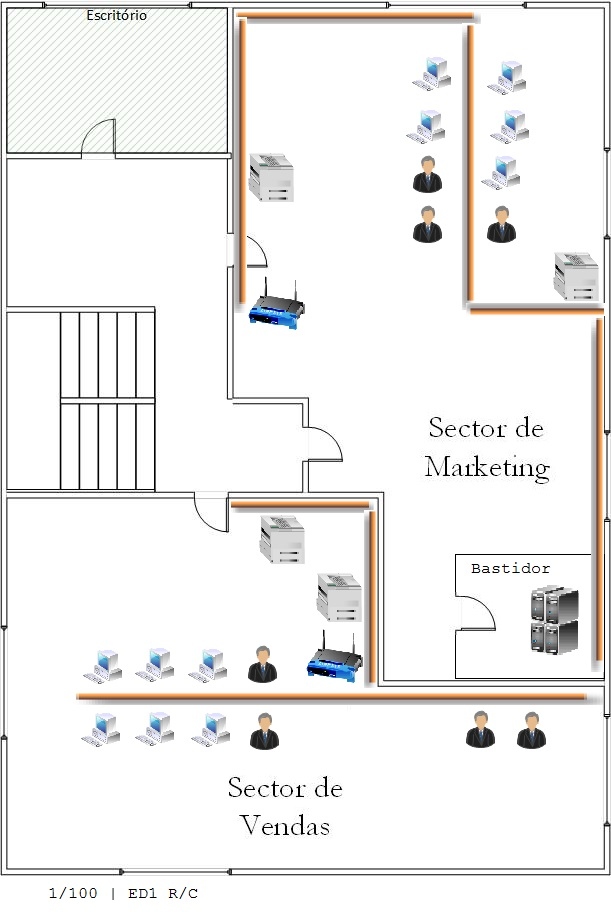 Escritório
Sector de
Marketing
Bastidor
Sector de
Vendas
1/100 | ED1 R/C